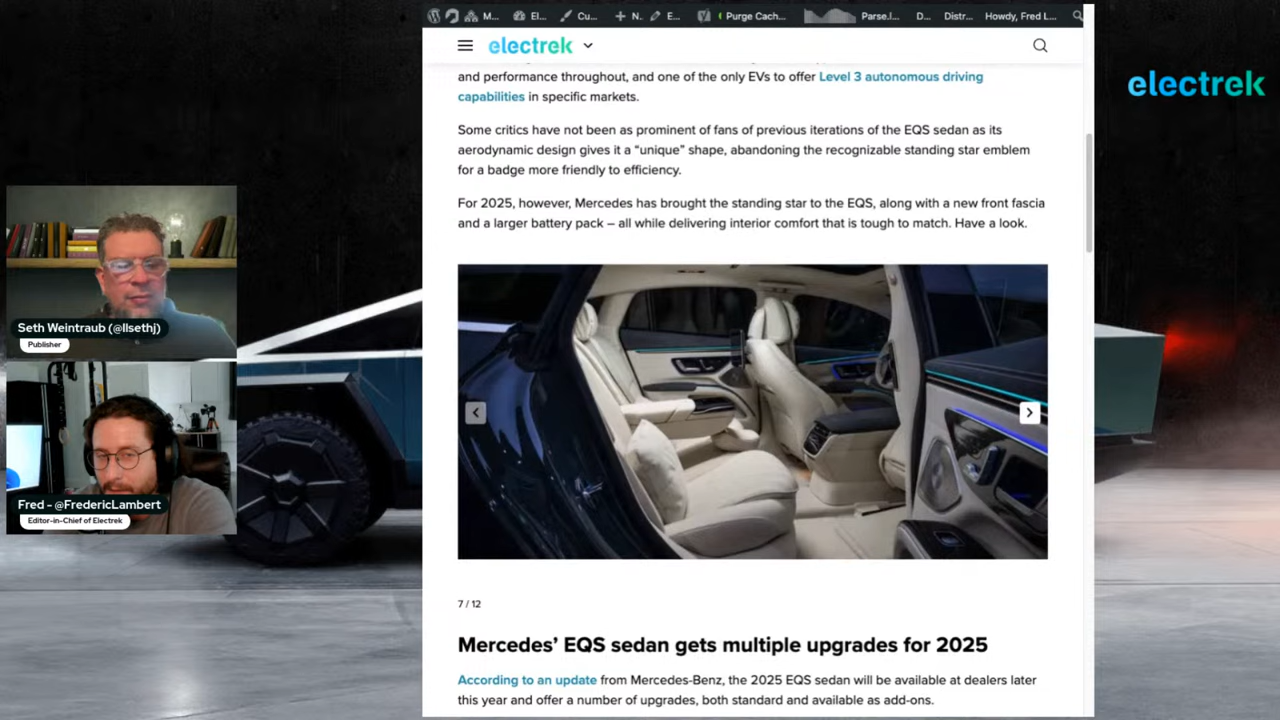 M...
El...
Cu...
N.
E...
Purge Cach...
Parse.l...
D...
Distr...
Howdy, Fred L...
electrek
electrek
and performance throughout, and one of the only EVs to offer Level 3 autonomous driving
capabilities in specific markets.
Some critics have not been as prominent of fans of previous iterations of the EQS sedan as its
aerodynamic design gives it a “unique” shape, abandoning the recognizable standing star emblem
for a badge more friendly to efficiency.
For 2025, however, Mercedes has brought the standing star to the EQS, along with a new front fascia
and a larger battery pack – all while delivering interior comfort that is tough to match. Have a look.
Seth Weintraub (@llsethj)
Publisher
Fred - @FredericLambert
Editor-in-Chief of Electrek
7 / 12
Mercedes’ EQS sedan gets multiple upgrades for 2025
According to an update from Mercedes-Benz, the 2025 EQS sedan will be available at dealers later
this year and offer a number of upgrades, both standard and available as add-ons.